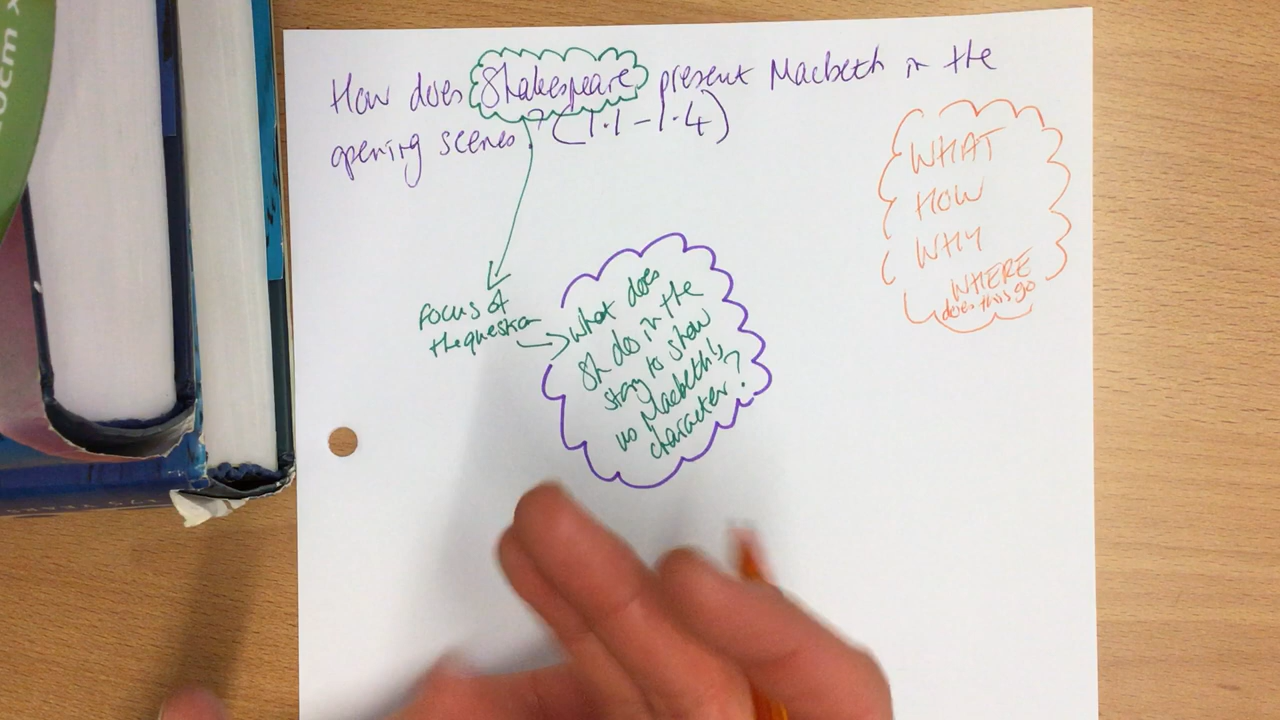 How does Shakespeare present Macbeth in the
opening scenes? (1.1-1.4)
WHAT
HOW
WHY
WHERE
does this go
Focus of
the question
what does
Sh do in the
story to show
us Macbeth's
character?
0cm x